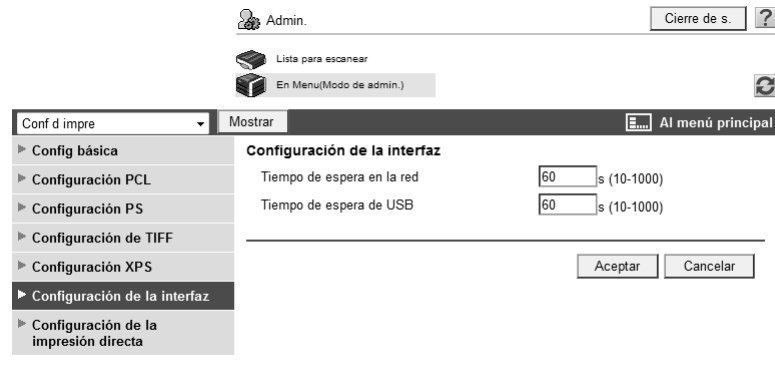 Admin.
Cierre de s.
?
Lista para escanear
En Menu(Modo de admin.)
Conf d impre
Mostrar
Al menú principal
Config básica
Configuración PCL
Configuración PS
Configuración de TIFF
Configuración XPS
Configuración de la interfaz
Configuración de la
impresión directa
Configuración de la interfaz
Tiempo de espera en la red 60 s (10-1000)
Tiempo de espera de USB 60 s (10-1000)
Aceptar Cancelar